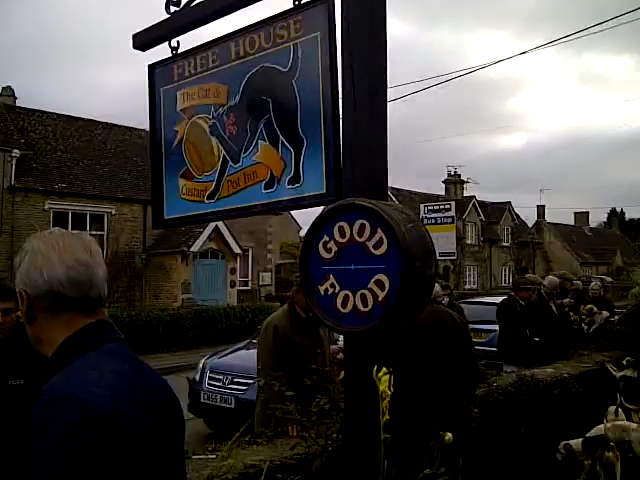 FREE HOUSE
The Cat &
Custard Pot Inn
GOOD
FOOD
Bus Stop